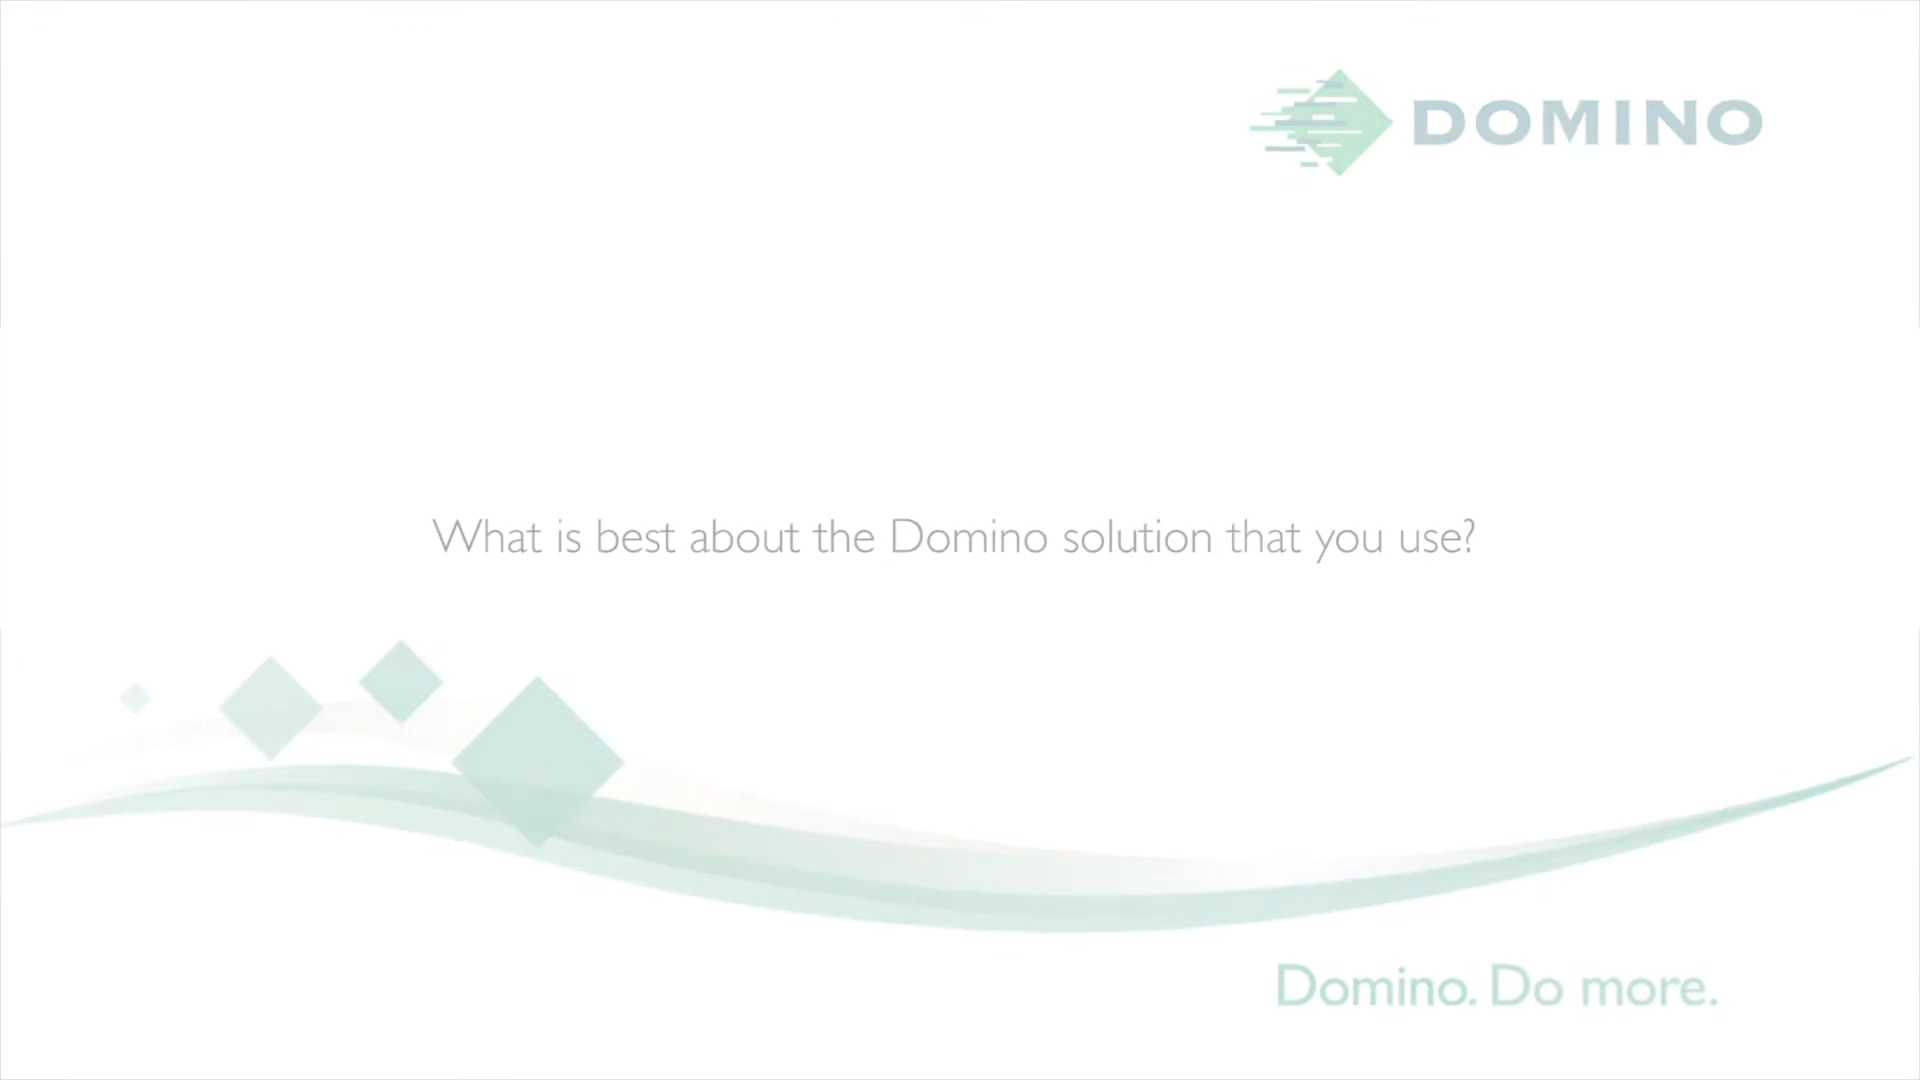 DOMINO
What is best about the Domino solution that you use?
Domino. Do more.